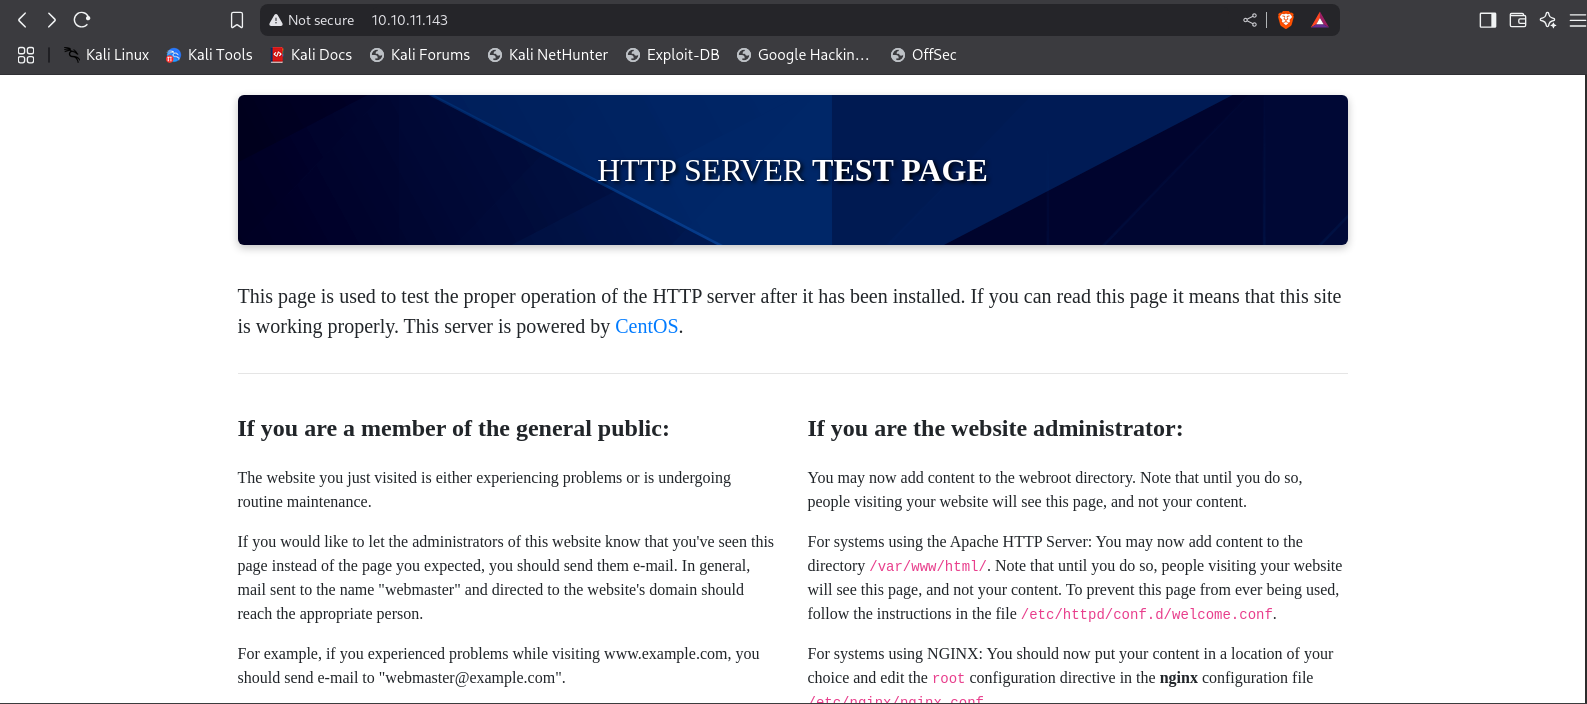 Not secure 10.10.11.143
Kali Linux Kali Tools Kali Docs Kali Forums Kali NetHunter Exploit-DB Google Hackin… OffSec
HTTP SERVER TEST PAGE
This page is used to test the proper operation of the HTTP server after it has been installed. If you can read this page it means that this site
is working properly. This server is powered by CentOS.
If you are a member of the general public:
The website you just visited is either experiencing problems or is undergoing
routine maintenance.
If you would like to let the administrators of this website know that you've seen this
page instead of the page you expected, you should send them e-mail. In general,
mail sent to the name "webmaster" and directed to the website's domain should
reach the appropriate person.
For example, if you experienced problems while visiting www.example.com, you
should send e-mail to "webmaster@example.com".
If you are the website administrator:
You may now add content to the webroot directory. Note that until you do so,
people visiting your website will see this page, and not your content.
For systems using the Apache HTTP Server: You may now add content to the
directory /var/www/html/. Note that until you do so, people visiting your website
will see this page, and not your content. To prevent this page from ever being used,
follow the instructions in the file /etc/httpd/conf.d/welcome.conf.
For systems using NGINX: You should now put your content in a location of your
choice and edit the root configuration directive in the nginx configuration file
/etc/nginx/nginx.conf